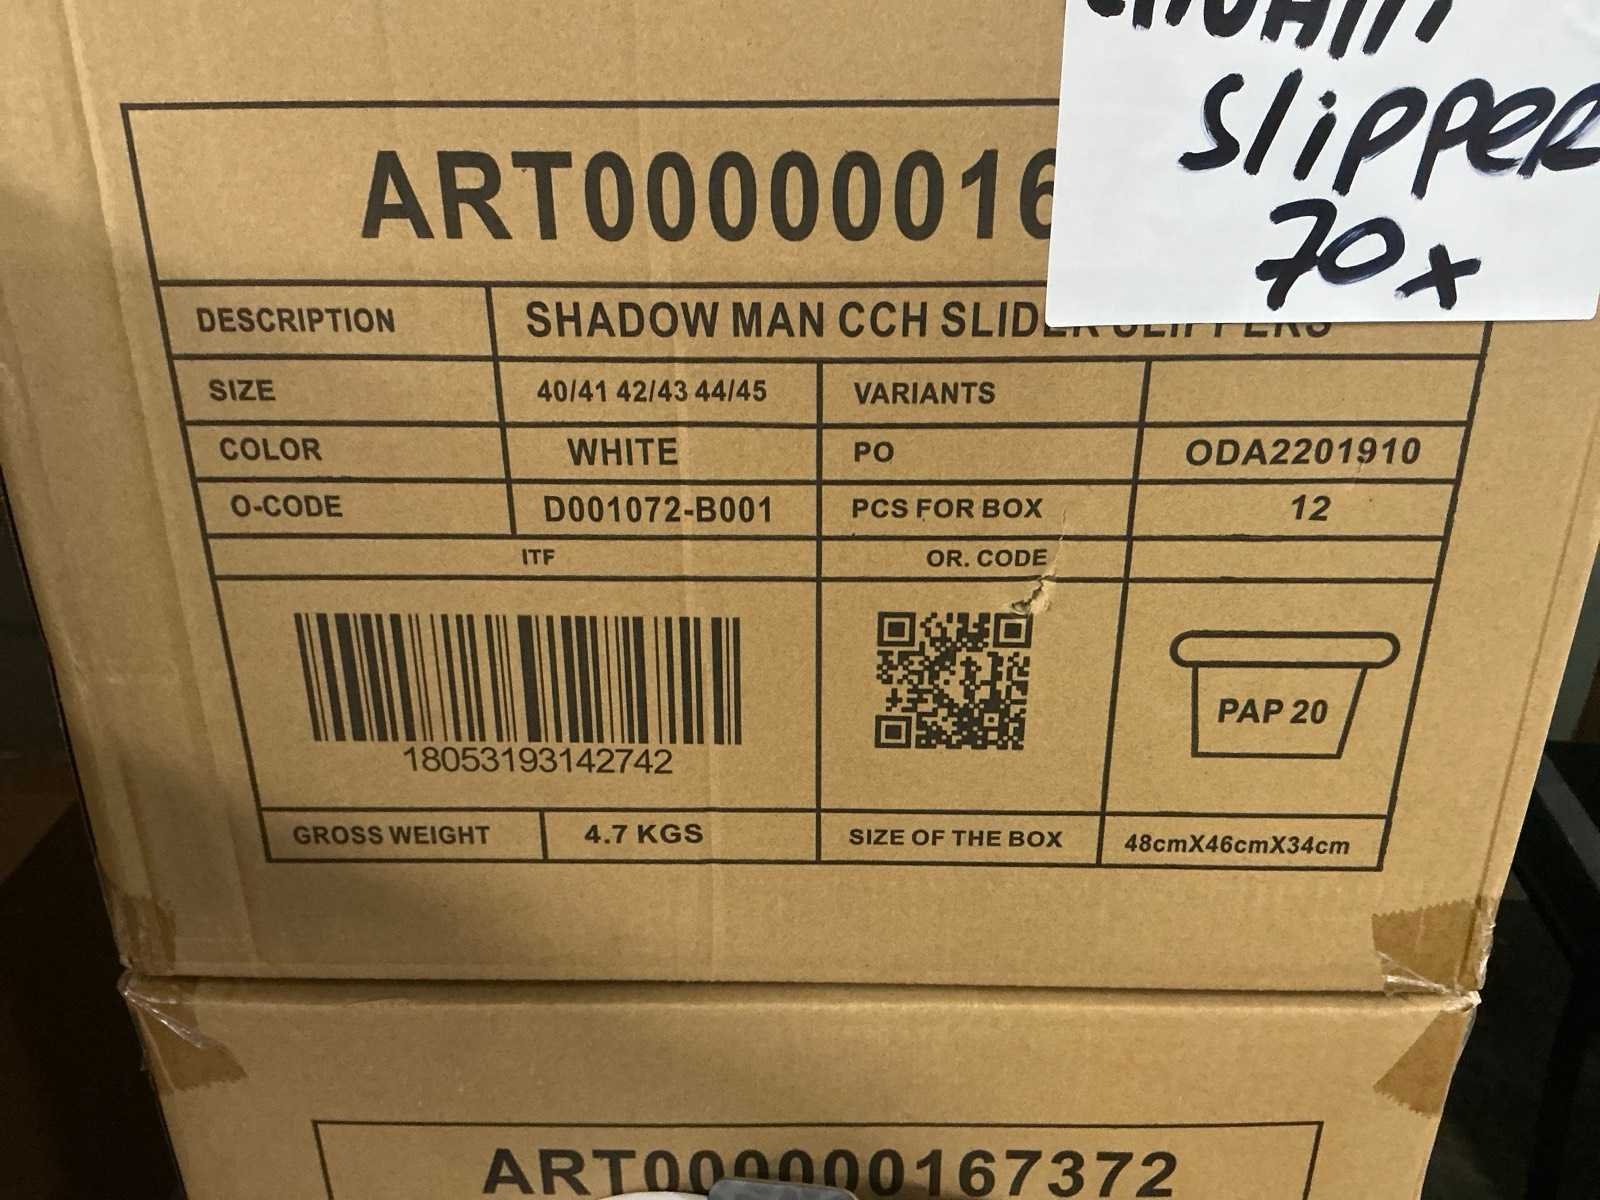 Slipper
70x
ART000000016
DESCRIPTION SHADOW MAN CCH SLIDER SLIPPERS
SIZE 40/41 42/43 44/45 VARIANTS
COLOR WHITE PO ODA2201910
O-CODE D001072-B001 PCS FOR BOX 12
ITF OR. CODE
PAP 20
18053193142742
GROSS WEIGHT 4.7 KGS SIZE OF THE BOX 48cmX46cmX34cm
ART000000167372